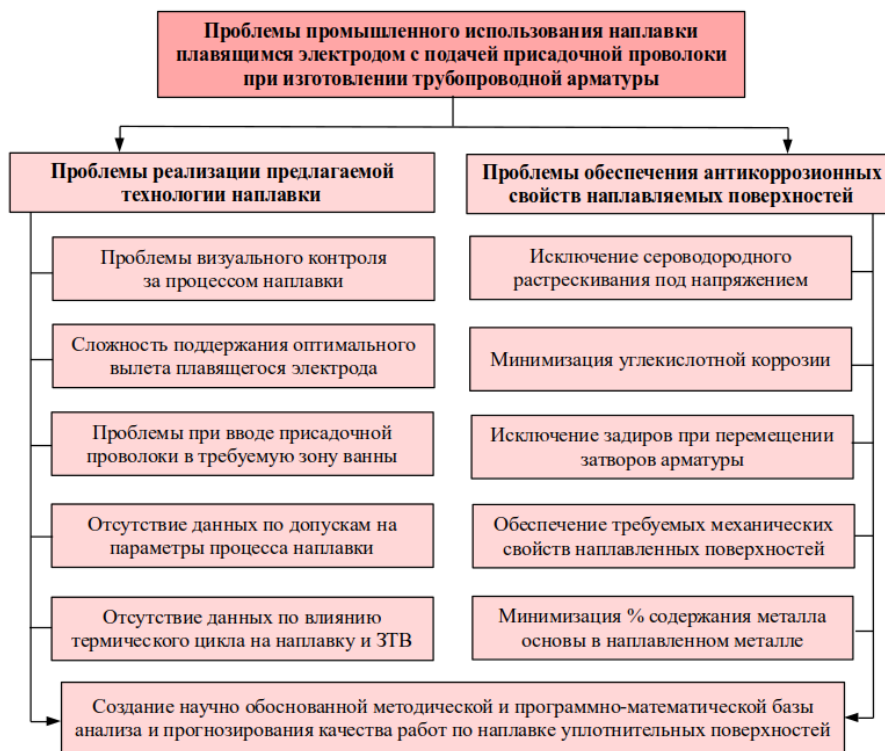 Проблемы промышленного использования наплавки
плавящимся электродом с подачей присадочной проволоки
при изготовлении трубопроводной арматуры
Проблемы реализации предлагаемой
технологии наплавки
Проблемы визуального контроля
за процессом наплавки
Сложность поддержания оптимального
вылета плавящегося электрода
Проблемы при вводе присадочной
проволоки в требуемую зону ванны
Отсутствие данных по допускам на
параметры процесса наплавки
Отсутствие данных по влиянию
термического цикла на наплавку и ЗТВ
Проблемы обеспечения антикоррозионных
свойств наплавляемых поверхностей
Исключение сероводородного
растрескивания под напряжением
Минимизация углекислотной коррозии
Исключение задиров при перемещении
затворов арматуры
Обеспечение требуемых механических
свойств наплавленных поверхностей
Минимизация % содержания металла
основы в наплавленном металле
Создание научно обоснованной методической и программно-математической базы
анализа и прогнозирования качества работ по наплавке уплотнительных поверхностей